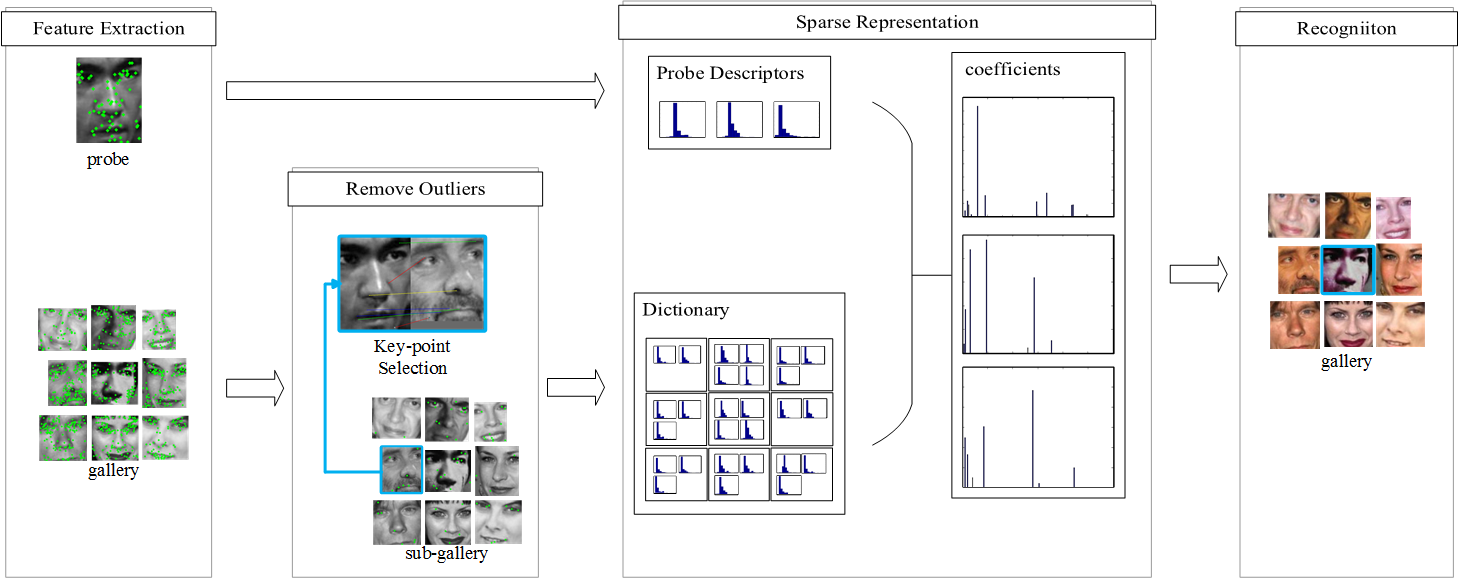 Feature Extraction
probe
gallery
Remove Outliers
Key-point
Selection
sub-gallery
Sparse Representation
Probe Descriptors
Dictionary
coefficients
Recogniiton
gallery